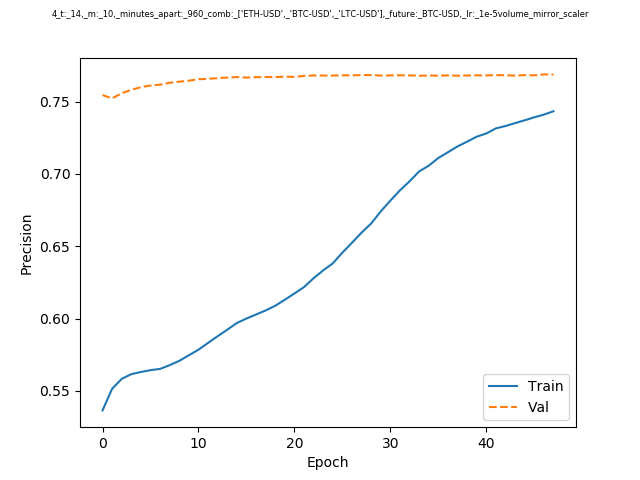 4_t:_14,_m:_10,_minutes_apart:_960_comb:_['ETH-USD',_'BTC-USD',_'LTC-USD'],_future:_BTC-USD,_lr:_1e-5volume_mirror_scaler
0.75
0.70
0.65
0.60
0.55
Precision
0 10 20 30 40
Epoch
Train
Val